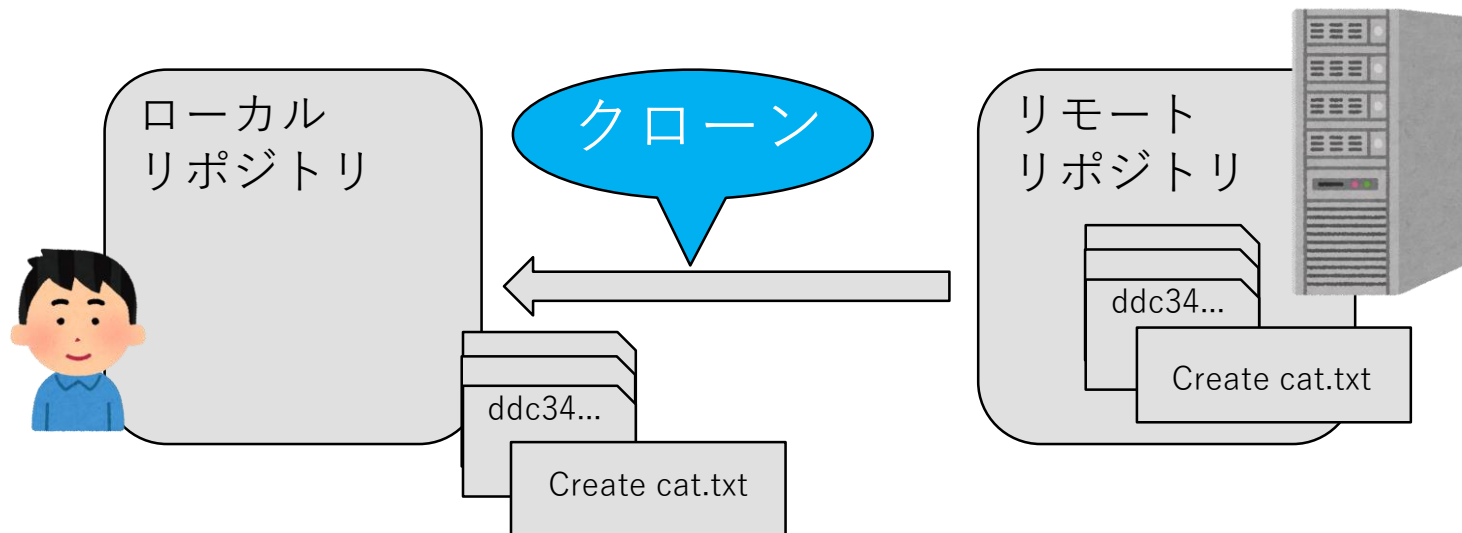 ローカル
リポジトリ
クローン
リモート
リポジトリ
ddc34...
Create cat.txt
ddc34...
Create cat.txt